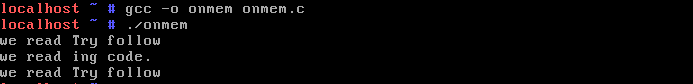 localhost ~ # gcc -o onmem onmem.c
localhost ~ # ./onmem
we read Try follow
we read ing code.
we read Try follow